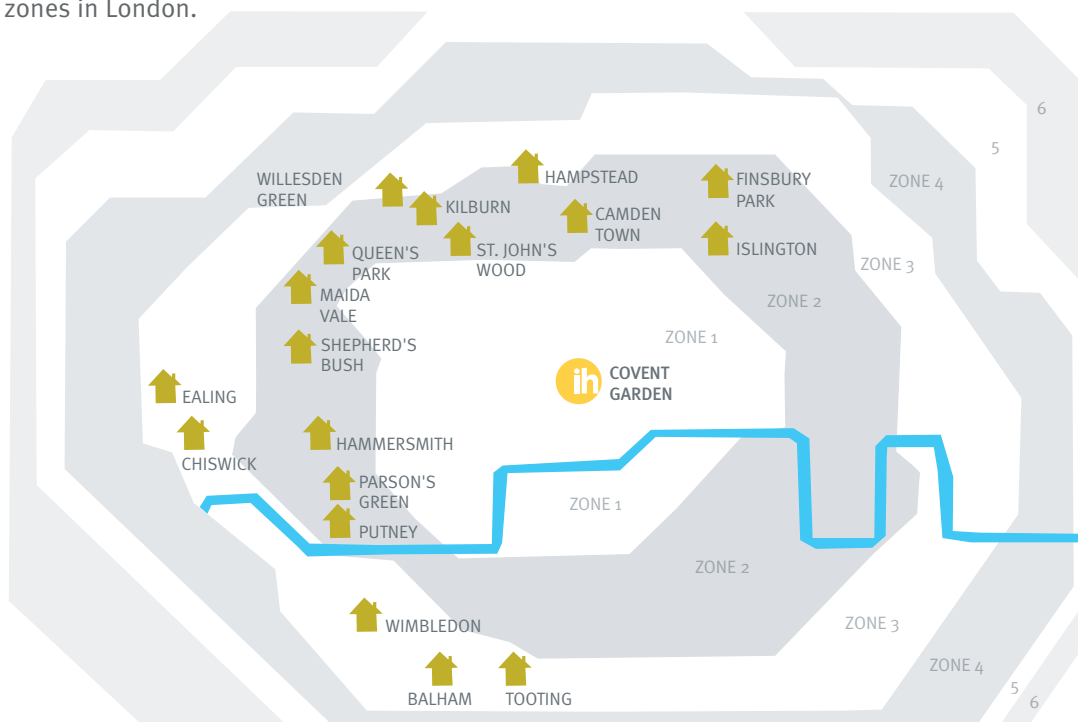 zones in London.
6
5
WILLESDEN
GREEN
HAMPSTEAD
FINSBURY
PARK
ZONE 4
KILBURN
CAMDEN
TOWN
QUEEN'S
PARK
ST. JOHN'S
WOOD
ISLINGTON
ZONE 3
MAIDA
VALE
ZONE 2
SHEPHERD'S
BUSH
ZONE 1
ih
COVENT
GARDEN
EALING
CHISWICK
HAMMERSMITH
PARSON'S
GREEN
ZONE 1
PUTNEY
ZONE 2
WIMBLEDON
ZONE 3
ZONE 4
BALHAM
TOOTING
5
6